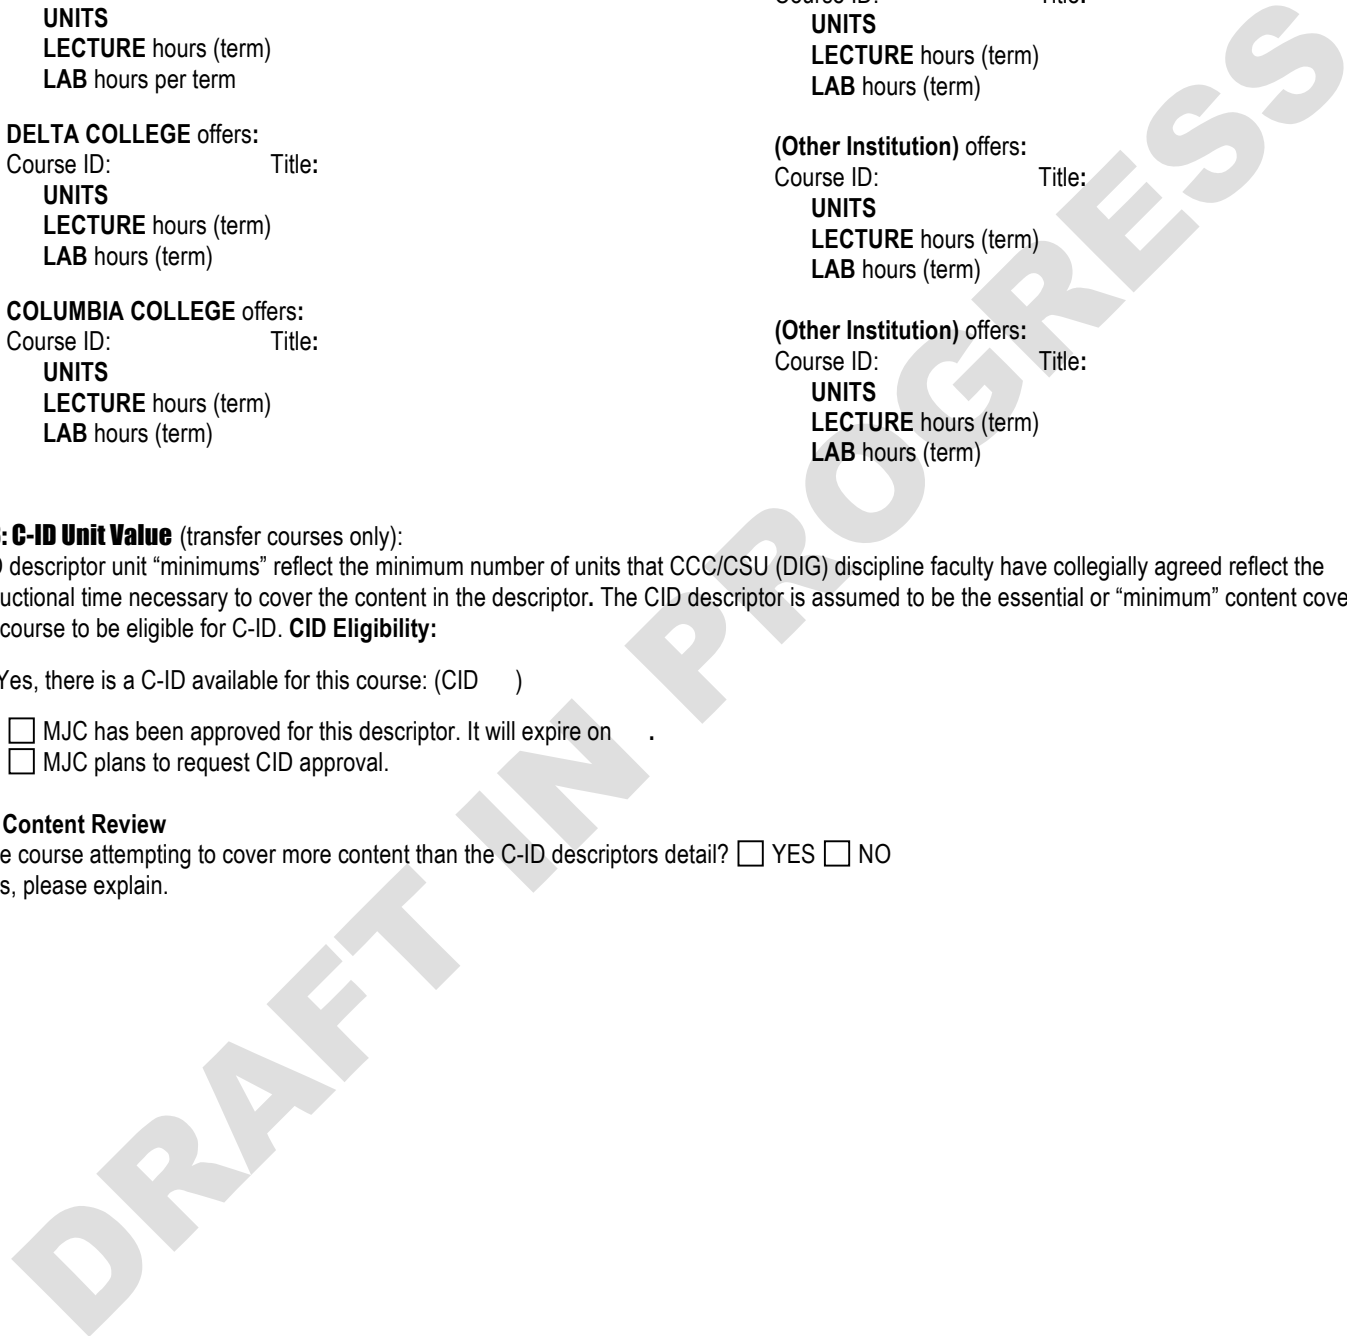 UNITS
LECTURE hours (term)
LAB hours per term
DELTA COLLEGE offers:
Course ID: Title:
UNITS
LECTURE hours (term)
LAB hours (term)
COLUMBIA COLLEGE offers:
Course ID: Title:
UNITS
LECTURE hours (term)
LAB hours (term)
Course ID: Title:
UNITS
LECTURE hours (term)
LAB hours (term)
(Other Institution) offers:
Course ID: Title:
UNITS
LECTURE hours (term)
LAB hours (term)
(Other Institution) offers:
Course ID: Title:
UNITS
LECTURE hours (term)
LAB hours (term)
: C-ID Unit Value (transfer courses only):
descriptor unit “minimums” reflect the minimum number of units that CCC/CSU (DIG) discipline faculty have collegially agreed reflect the
uctional time necessary to cover the content in the descriptor. The CID descriptor is assumed to be the essential or “minimum” content cove
course to be eligible for C-ID. CID Eligibility:
Yes, there is a C-ID available for this course: (CID )
☐ MJC has been approved for this descriptor. It will expire on .
☐ MJC plans to request CID approval.
Content Review
e course attempting to cover more content than the C-ID descriptors detail? ☐ YES ☐ NO
s, please explain.
DRAFT IN PROGRESS